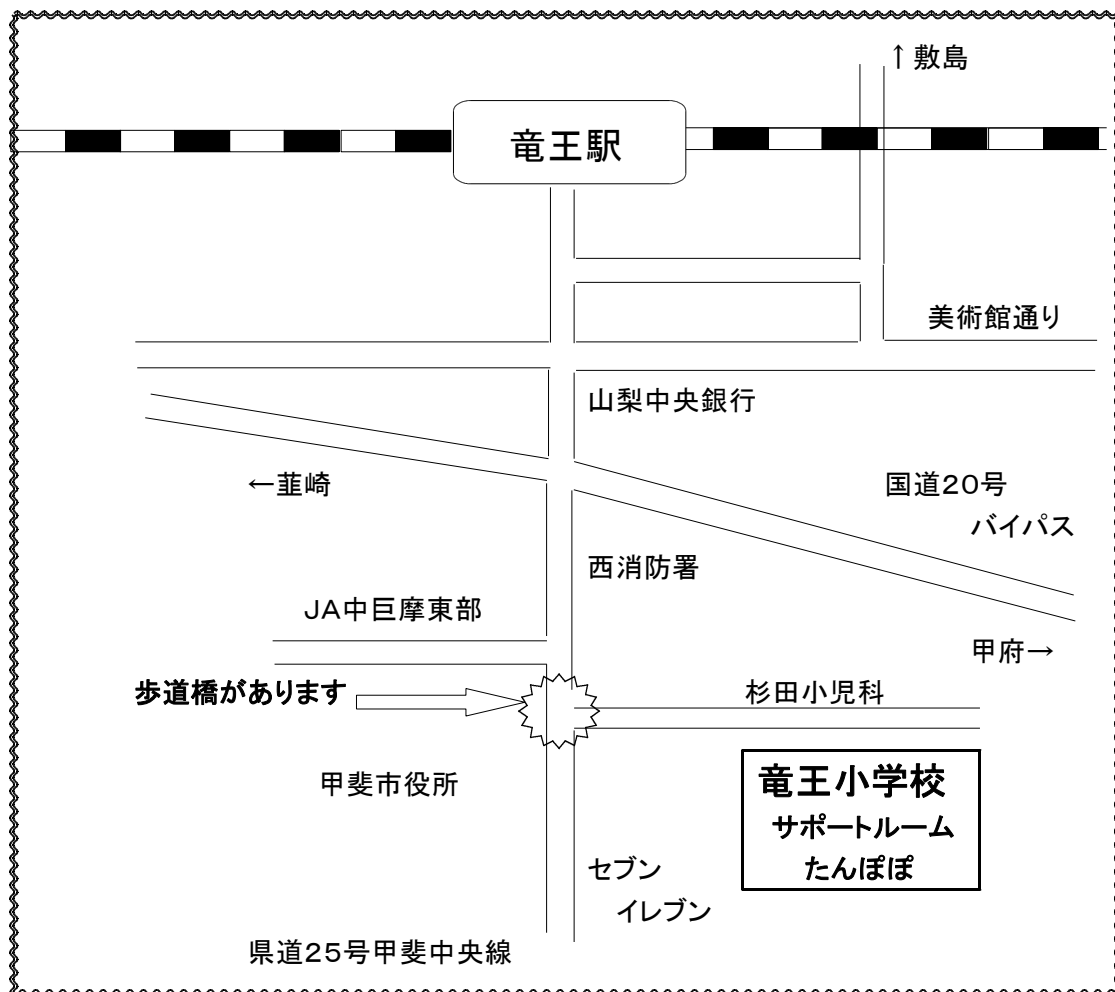 ↑敷島
竜王駅
美術館通り
山梨中央銀行
←韮崎
国道20号
バイパス
西消防署
JA中巨摩東部
甲府→
歩道橋があります
杉田小児科
甲斐市役所
竜王小学校
サポートルーム
たんぽぽ
セブン
イレブン
県道25号甲斐中央線